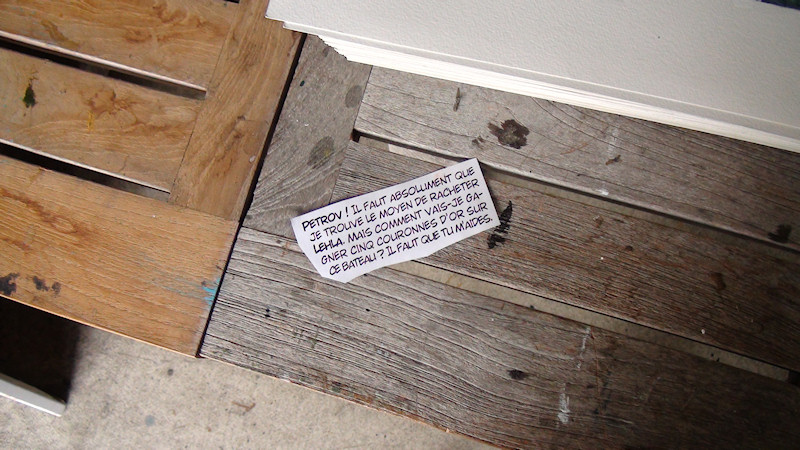 PETROV ! IL FAUT ABSOLUMENT QUE
JE TROUVE LE MOYEN DE RACHETER
LEHLA. MAIS COMMENT VAIS-JE GA-
GNER CINQ COURONNES D'OR SUR
CE BATEAU ? IL FAUT QUE TU M'AIDES.